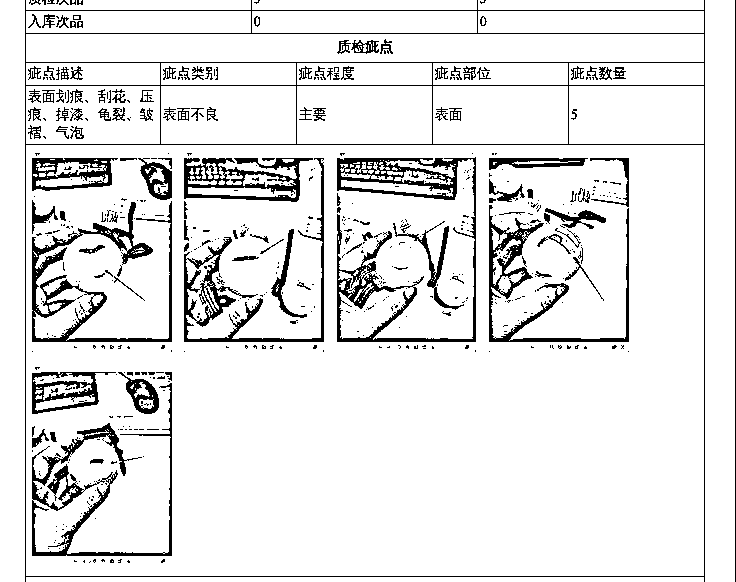 入库次品 0 0
质检疵点
疵点描述 疵点类别 疵点程度 疵点部位 疵点数量
表面划痕、刮花、压
痕、掉漆、龟裂、皱
褶、气泡
表面不良 主要 表面 5